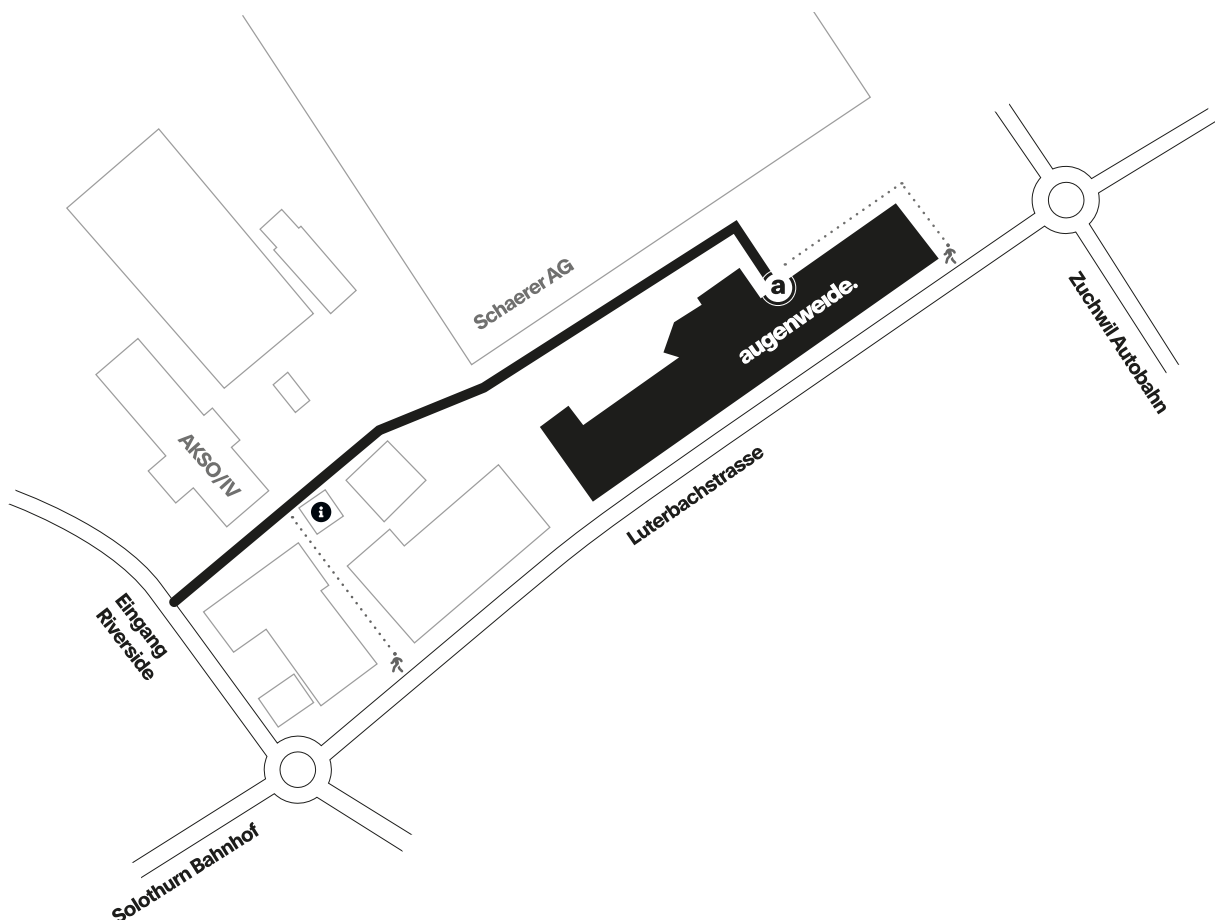 Schaerer AG
a
augenweide.
Zuchwil Autobahn
AKSO/IV
i
Luterbachstrasse
Eingang
Riverside
Solothurn Bahnhof